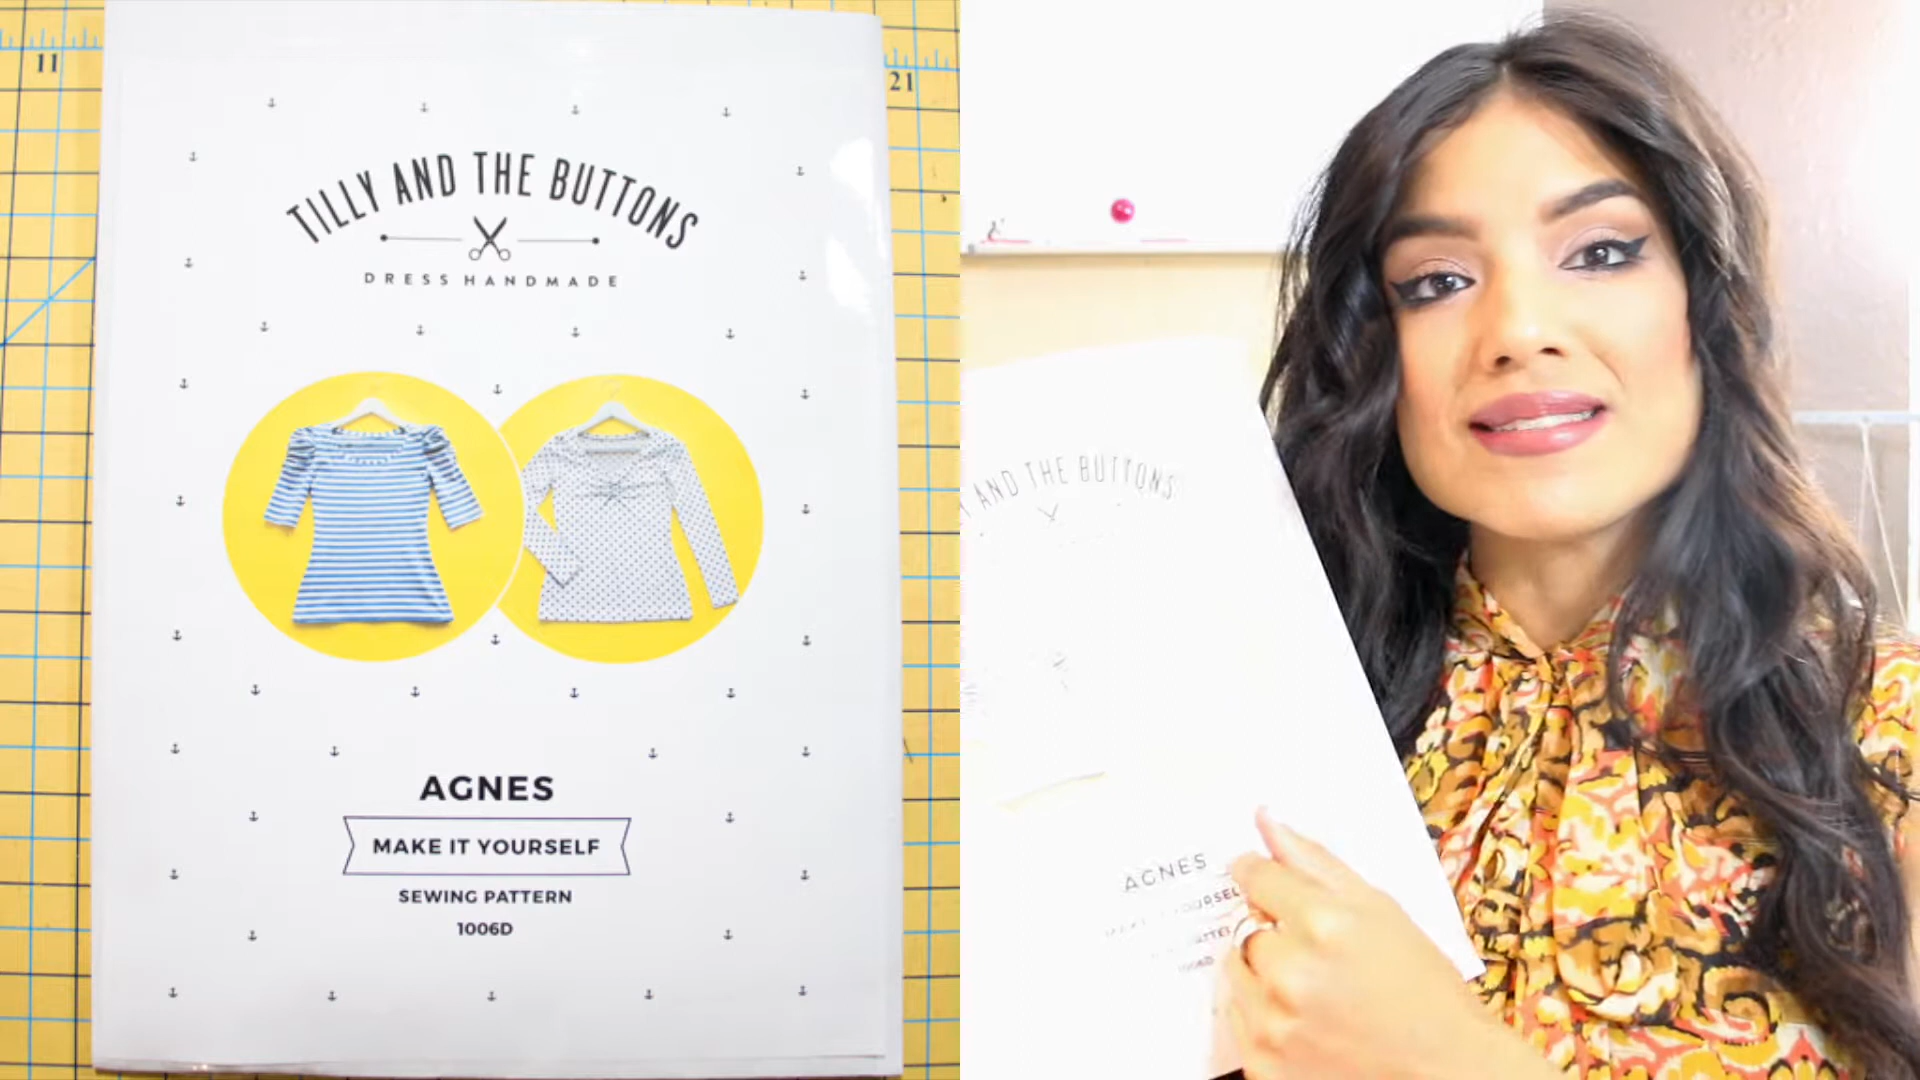 11
21
TILLY AND THE BUTTONS
DRESS HANDMADE
AGNES
MAKE IT YOURSELF
SEWING PATTERN
1006D
AND THE BUTTONS
AGNES